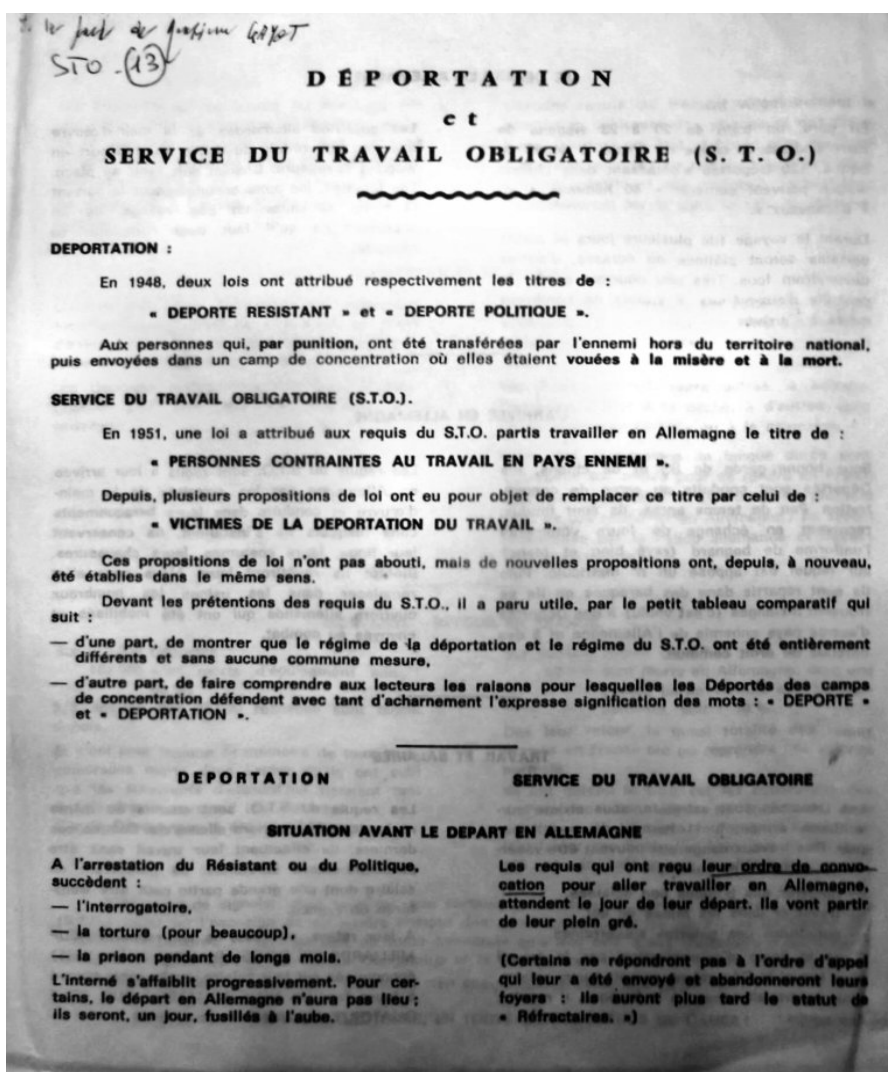 STO - (13)
DÉPORTATION
et
SERVICE DU TRAVAIL OBLIGATOIRE (S. T. O.)
DEPORTATION :
En 1948, deux lois ont attribué respectivement les titres de :
« DEPORTE RESISTANT » et « DEPORTE POLITIQUE ».
Aux personnes qui, par punition, ont été transférées par l'ennemi hors du territoire national,
puis envoyées dans un camp de concentration où elles étaient vouées à la misère et à la mort.
SERVICE DU TRAVAIL OBLIGATOIRE (S.T.O.).
En 1951, une loi a attribué aux requis du S.T.O. partis travailler en Allemagne le titre de :
« PERSONNES CONTRAINTES AU TRAVAIL EN PAYS ENNEMI ».
Depuis, plusieurs propositions de loi ont eu pour objet de remplacer ce titre par celui de :
« VICTIMES DE LA DEPORTATION DU TRAVAIL ».
Ces propositions de loi n'ont pas abouti, mais de nouvelles propositions ont, depuis, à nouveau,
été établies dans le même sens.
Devant les prétentions des requis du S.T.O., il a paru utile, par le petit tableau comparatif qui
suit :
— d'une part, de montrer que le régime de la déportation et le régime du S.T.O. ont été entièrement
différents et sans aucune commune mesure,
— d'autre part, de faire comprendre aux lecteurs les raisons pour lesquelles les Déportés des camps
de concentration défendent avec tant d'acharnement l'expresse signification des mots : « DEPORTE »
et « DEPORTATION ».
DEPORTATION
SERVICE DU TRAVAIL OBLIGATOIRE
SITUATION AVANT LE DEPART EN ALLEMAGNE
A l'arrestation du Résistant ou du Politique,
succèdent :
— l'interrogatoire,
— la torture (pour beaucoup),
— la prison pendant de longs mois.
L'interné s'affaiblit progressivement. Pour cer-
tains, le départ en Allemagne n'aura pas lieu ;
ils seront, un jour, fusillés à l'aube.
Les requis qui ont reçu leur ordre de convo-
cation pour aller travailler en Allemagne,
attendent le jour de leur départ. Ils vont partir
de leur plein gré.
(Certains ne répondront pas à l'ordre d'appel
qui leur a été envoyé et abandonneront leurs
foyers : ils auront plus tard le statut de
« Réfractaires. »)